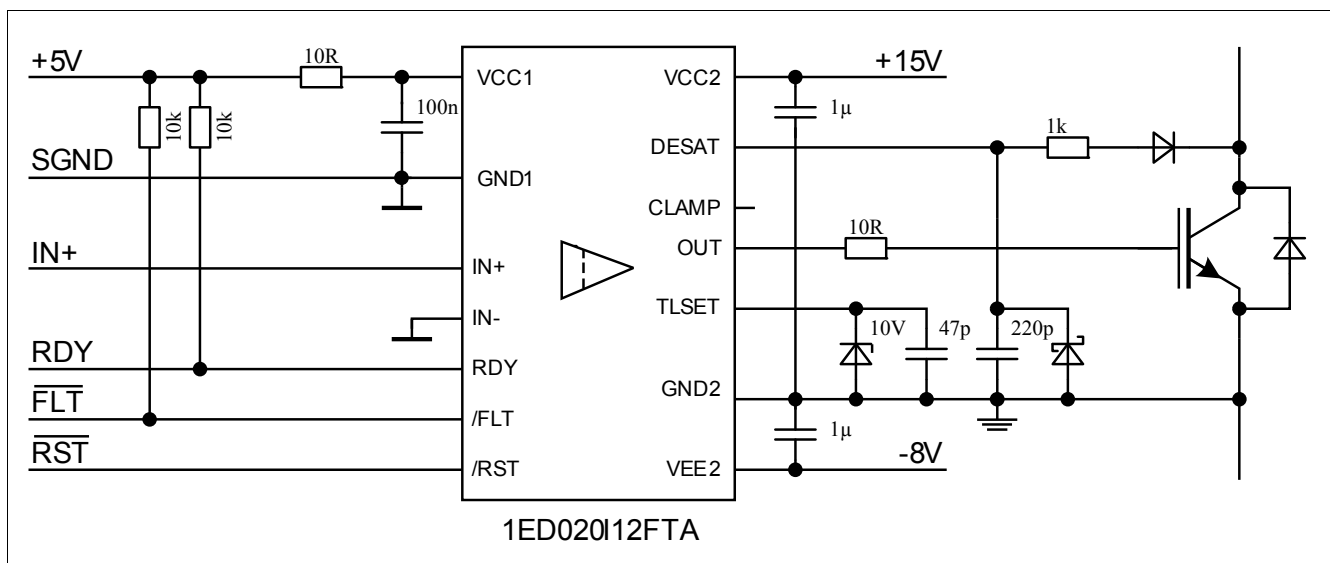 +5V
10R
VCC1
VCC2
+15V
10k
10k
100n
1µ
SGND
GND1
DESAT
1k
CLAMP
IN+
IN+
OUT
10R
IN-
TLSET
10V
47p
220p
RDY
RDY
FLT
/FLT
GND2
1µ
RST
/RST
VEE2
-8V
1ED020I12FTA